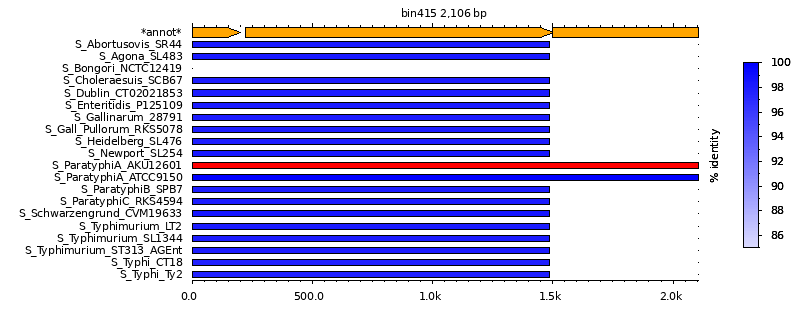 bin415 2,106 bp
*annot*
S_Abortusovis_SR44
S_Agona_SL483
S_Bongori_NCTC12419
S_Choleraesuis_SCB67
S_Dublin_CT02021853
S_Enteritidis_P125109
S_Gallinarum_28791
S_Gall_Pullorum_RKS5078
S_Heidelberg_SL476
S_Newport_SL254
S_ParatyphiA_AKU12601
S_ParatyphiA_ATCC9150
S_ParatyphiB_SPB7
S_ParatyphiC_RKS4594
S_Schwarzengrund_CVM19633
S_Typhimurium_LT2
S_Typhimurium_SL1344
S_Typhimurium_ST313_AGEnt
S_Typhi_CT18
S_Typhi_Ty2
0.0 500.0 1.0k 1.5k 2.0k
% identity
100
98
96
94
92
90
88
86